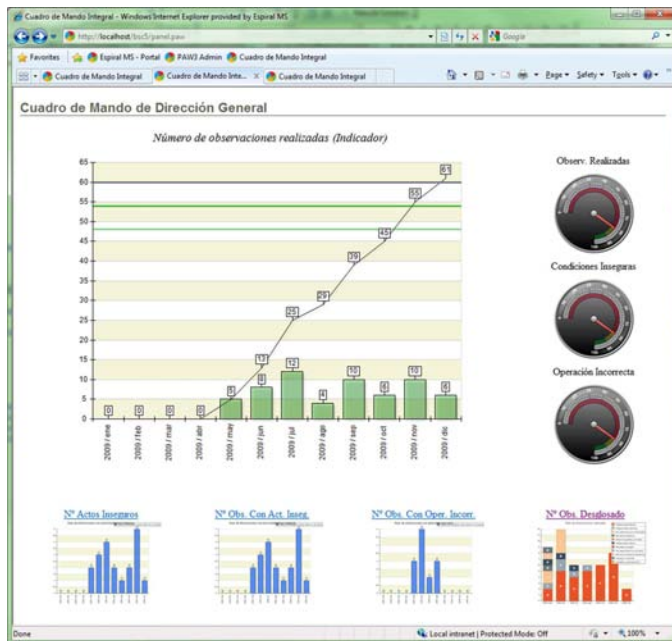 Cuadro de Mando Integral - Windows Internet Explorer provided by Espiral MS
http://localhost/bsc5/panel.paw
Google
Favorites
Espiral MS - Portal
PAW3 Admin
Cuadro de Mando Integral
Cuadro de Mando Integral
Cuadro de Mando Inte...
Cuadro de Mando Integral
Page
Safety
Tools
Cuadro de Mando de Dirección General
Número de observaciones realizadas (Indicador)
65
60
55
50
45
40
35
30
25
20
15
10
5
0
0
0
0
0
5
8
13
12
25
4
29
10
39
6
45
10
55
6
61
2009 / ene
2009 / feb
2009 / mar
2009 / abr
2009 / may
2009 / jun
2009 / jul
2009 / ago
2009 / sep
2009 / oct
2009 / nov
2009 / dic
Observ. Realizadas
Condiciones Inseguras
Operación Incorrecta
Nº Actos Inseguros
Nº Obs. Con Act. Inseg.
Nº Obs. Con Oper. Incorr.
Nº Obs. Desglosado
Done
Local intranet | Protected Mode: Off
100%